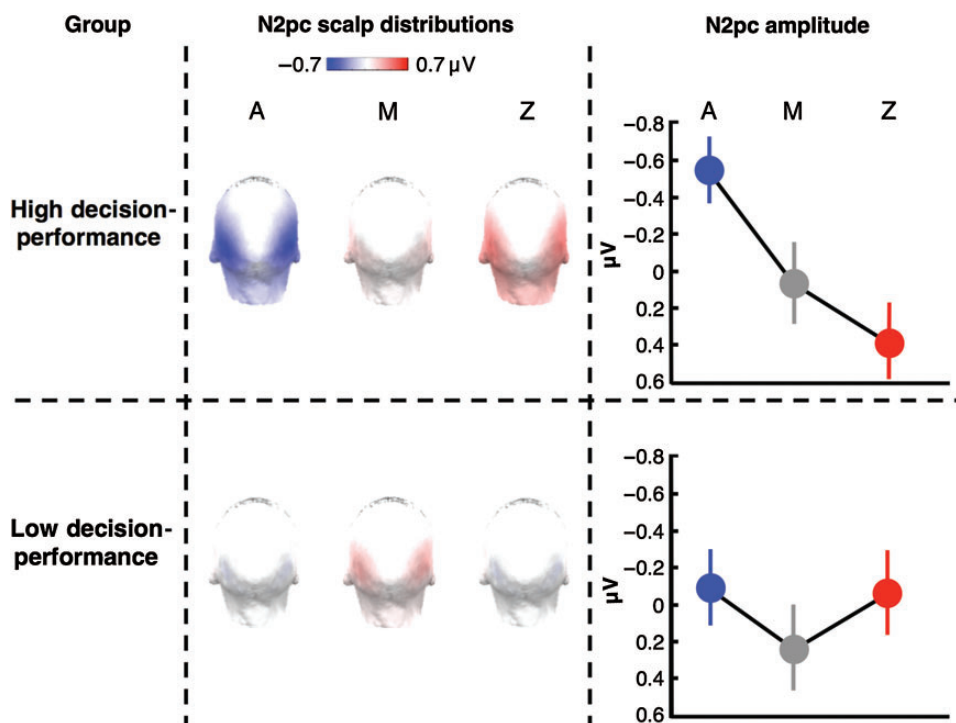 Group
N2pc scalp distributions
N2pc amplitude
−0.7
0.7 µV
A
M
Z
A
M
Z
High decision-
performance
−0.8
−0.6
−0.4
−0.2
0
0.2
0.4
0.6
µV
Low decision-
performance
−0.8
−0.6
−0.4
−0.2
0
0.2
0.4
0.6
µV